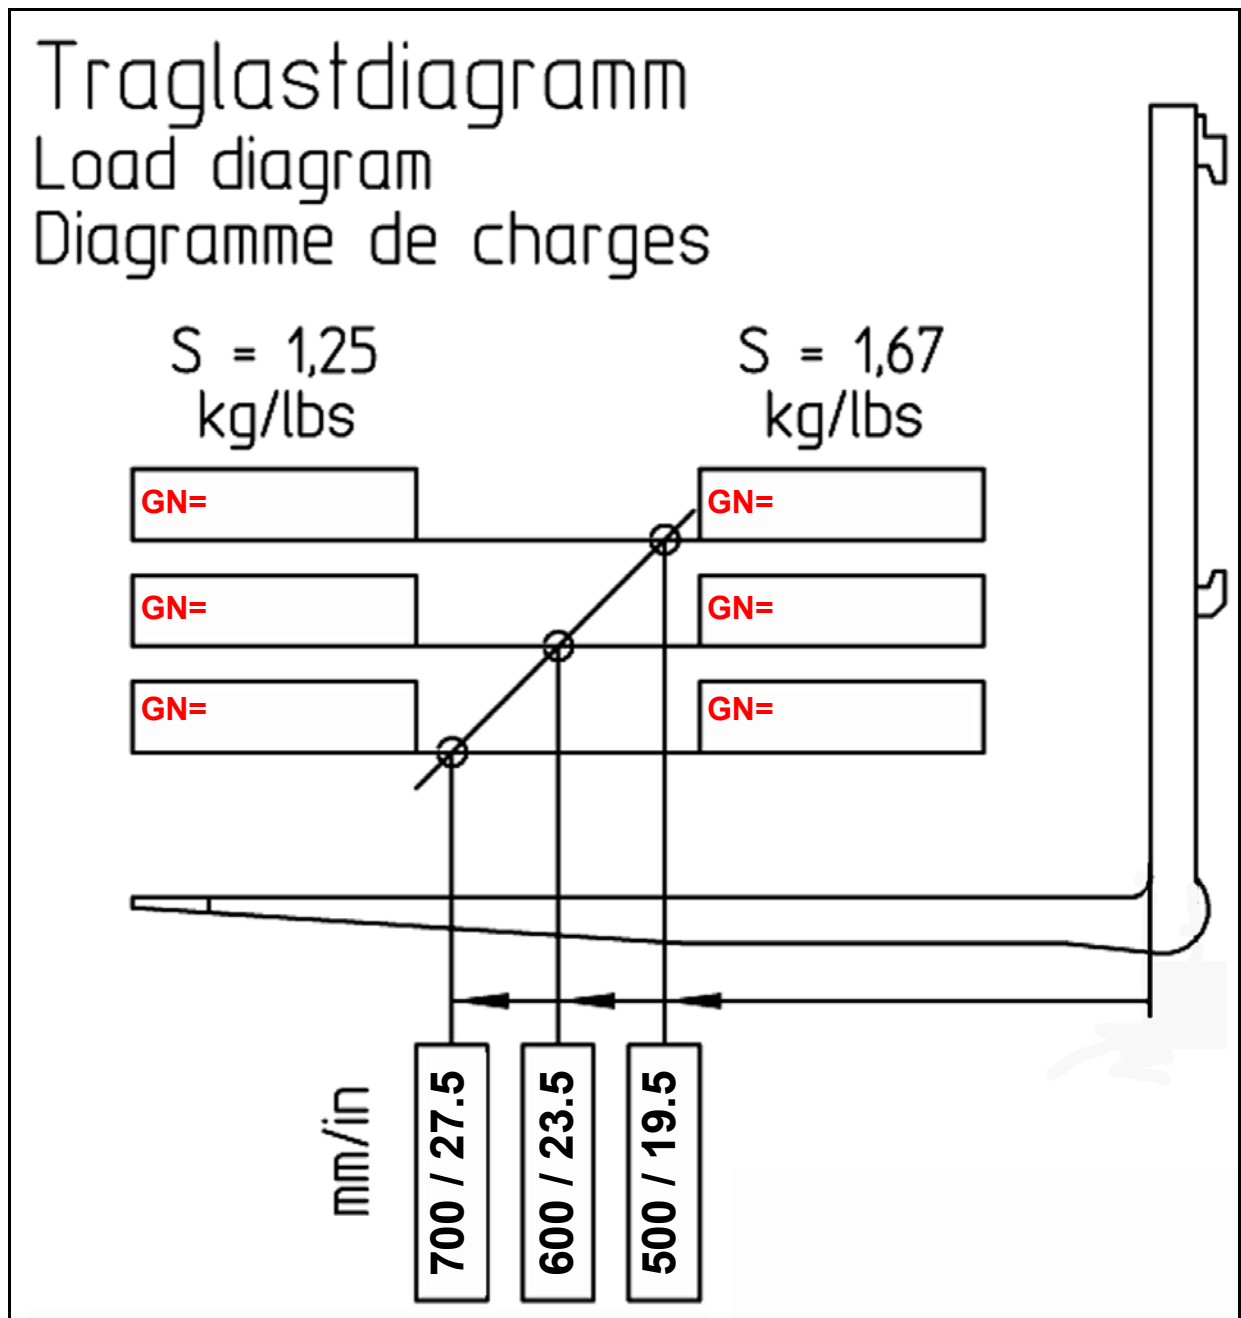 Traglastdiagramm
Load diagram
Diagramme de charges
S = 1,25
kg/lbs
S = 1,67
kg/lbs
GN=
GN=
GN=
GN=
GN=
GN=
mm/in
700 / 27.5
600 / 23.5
500 / 19.5